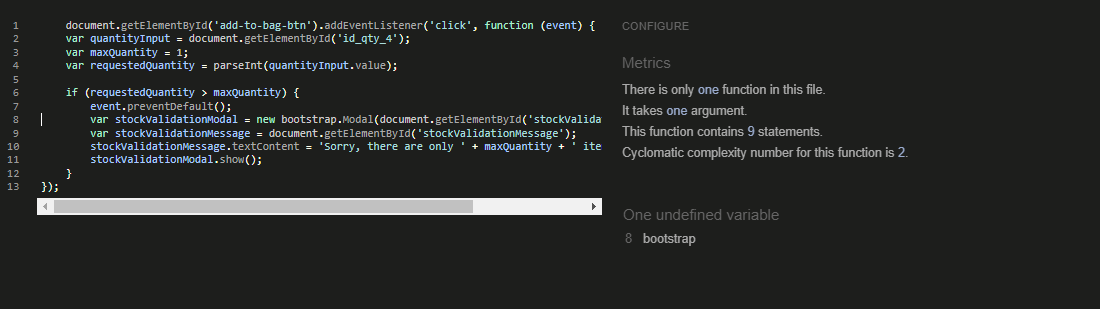 1 document.getElementById('add-to-bag-btn').addEventListener('click', function (event) {
2 var quantityInput = document.getElementById('id_qty_4');
3 var maxQuantity = 1;
4 var requestedQuantity = parseInt(quantityInput.value);
5
6 if (requestedQuantity > maxQuantity) {
7 event.preventDefault();
8 var stockValidationModal = new bootstrap.Modal(document.getElementById('stockValida
9 var stockValidationMessage = document.getElementById('stockValidationMessage');
10 stockValidationMessage.textContent = 'Sorry, there are only ' + maxQuantity + ' ite
11 stockValidationModal.show();
12 }
13 });
CONFIGURE
Metrics
There is only one function in this file.
It takes one argument.
This function contains 9 statements.
Cyclomatic complexity number for this function is 2.
One undefined variable
8 bootstrap